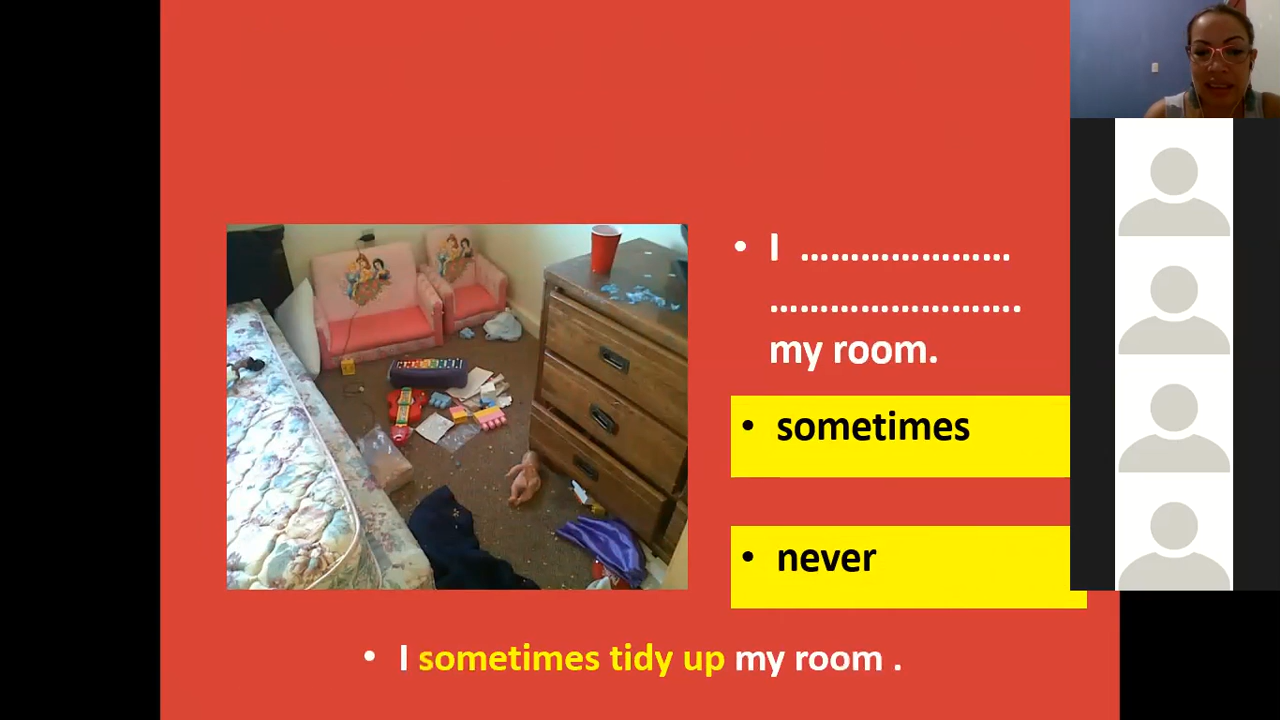 • I …………………
…………………….
my room.
• sometimes
• never
• I sometimes tidy up my room .